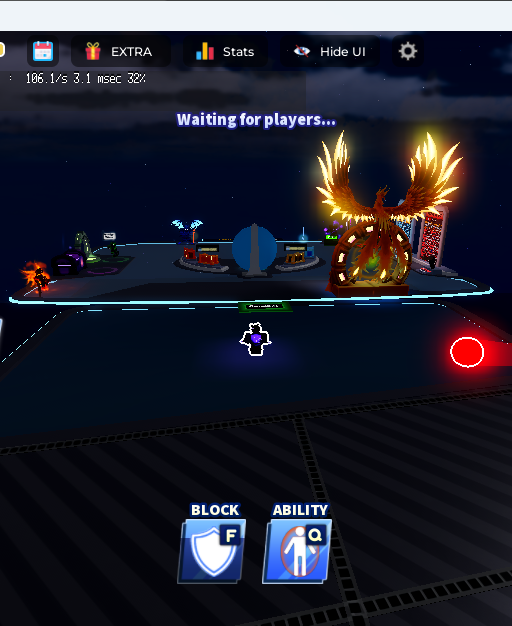 EXTRA
Stats
Hide UI
: 106.1/s 3.1 msec 32%
Waiting for players...
BLOCK
ABILITY
F
Q